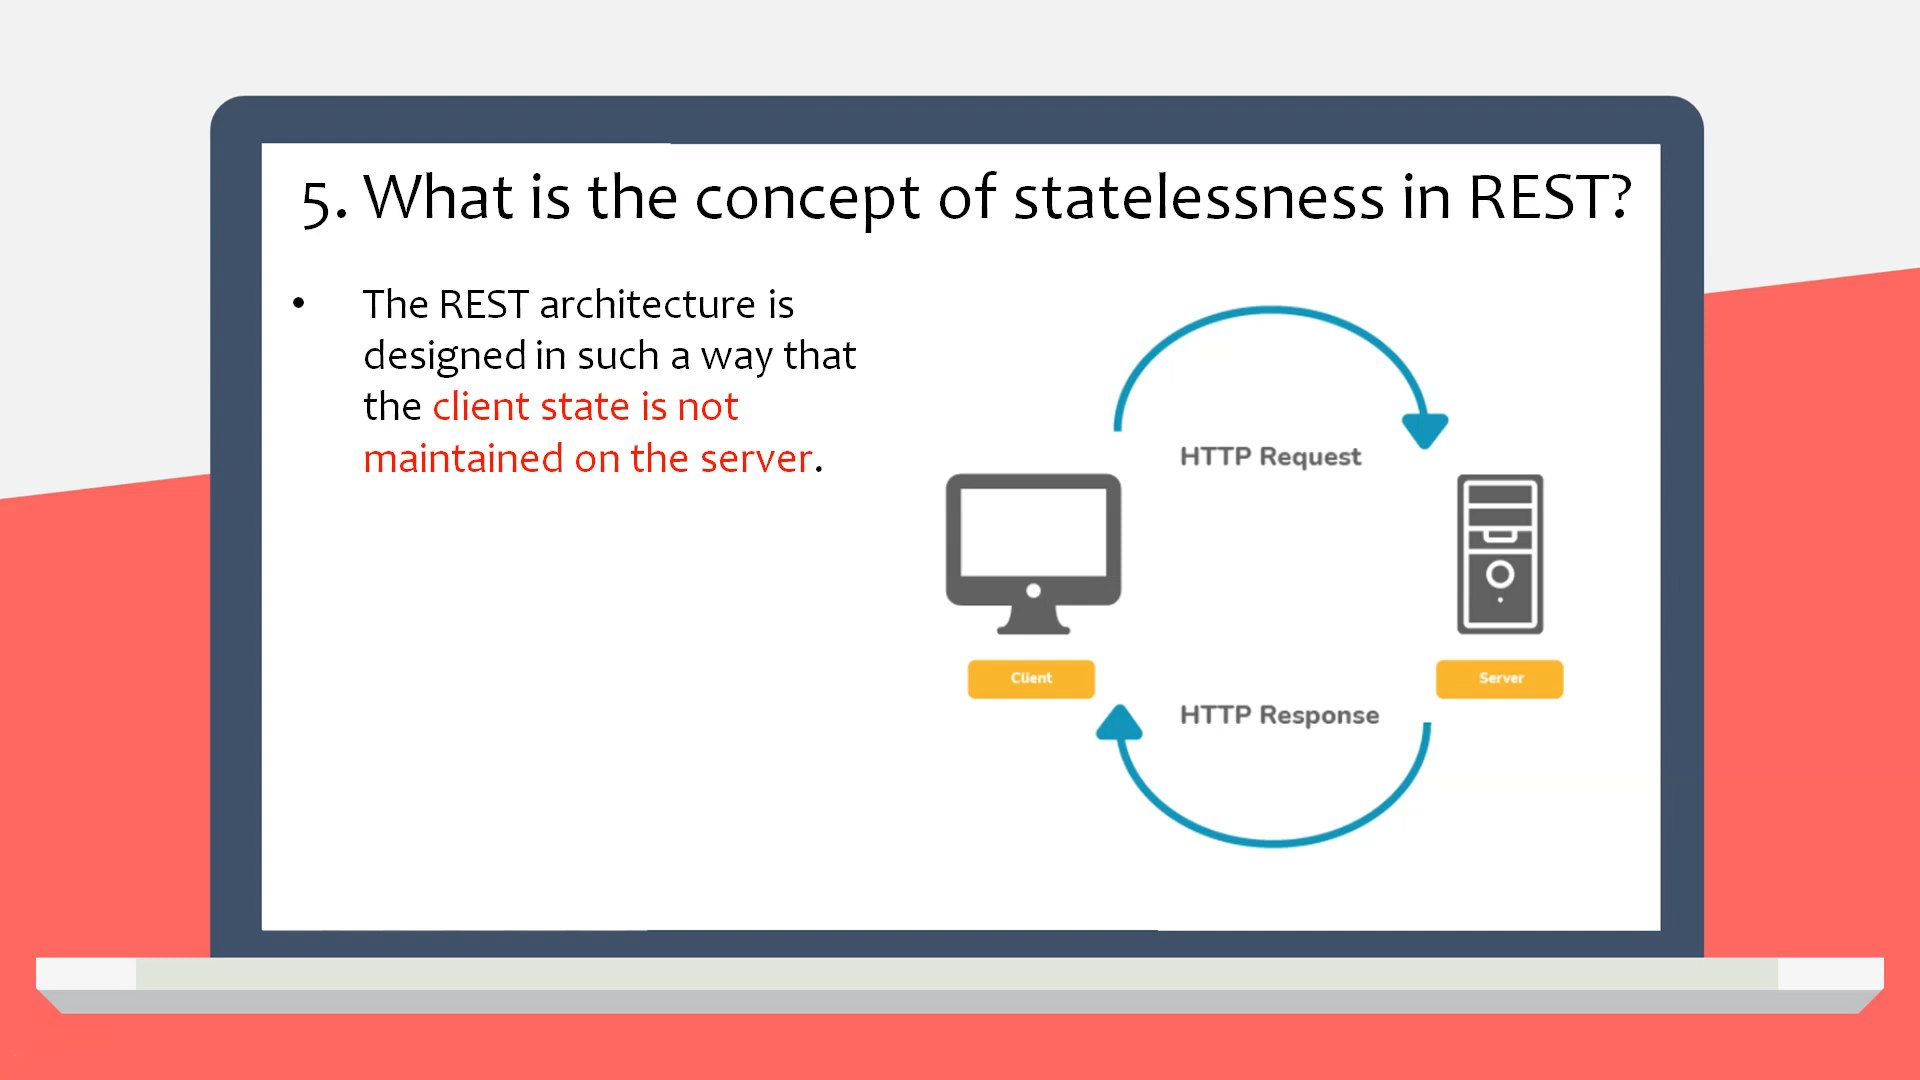 5. What is the concept of statelessness in REST?
• The REST architecture is
designed in such a way that
the client state is not
maintained on the server.
HTTP Request
Client
Server
HTTP Response